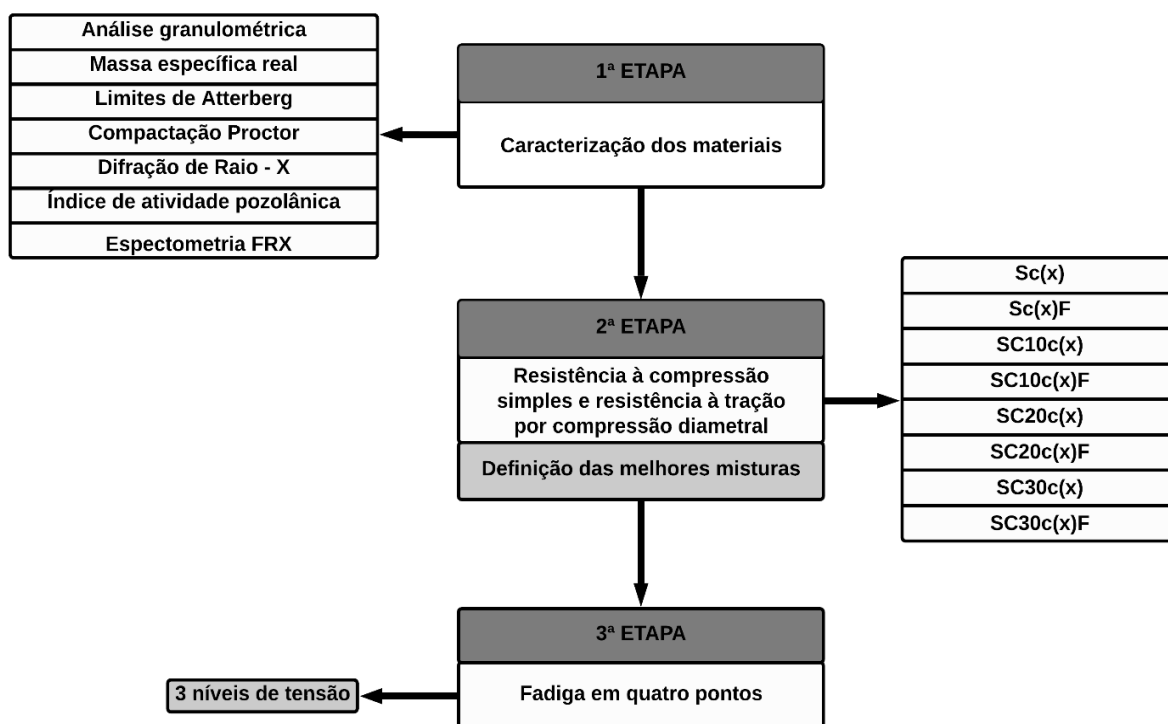 Análise granulométrica
Massa específica real
Limites de Atterberg
Compactação Proctor
Difração de Raio - X
Índice de atividade pozolânica
Espectometria FRX
1ª ETAPA
Caracterização dos materiais
2ª ETAPA
Resistência à compressão
simples e resistência à tração
por compressão diametral
Definição das melhores misturas
Sc(x)
Sc(x)F
SC10c(x)
SC10c(x)F
SC20c(x)
SC20c(x)F
SC30c(x)
SC30c(x)F
3ª ETAPA
Fadiga em quatro pontos
3 níveis de tensão